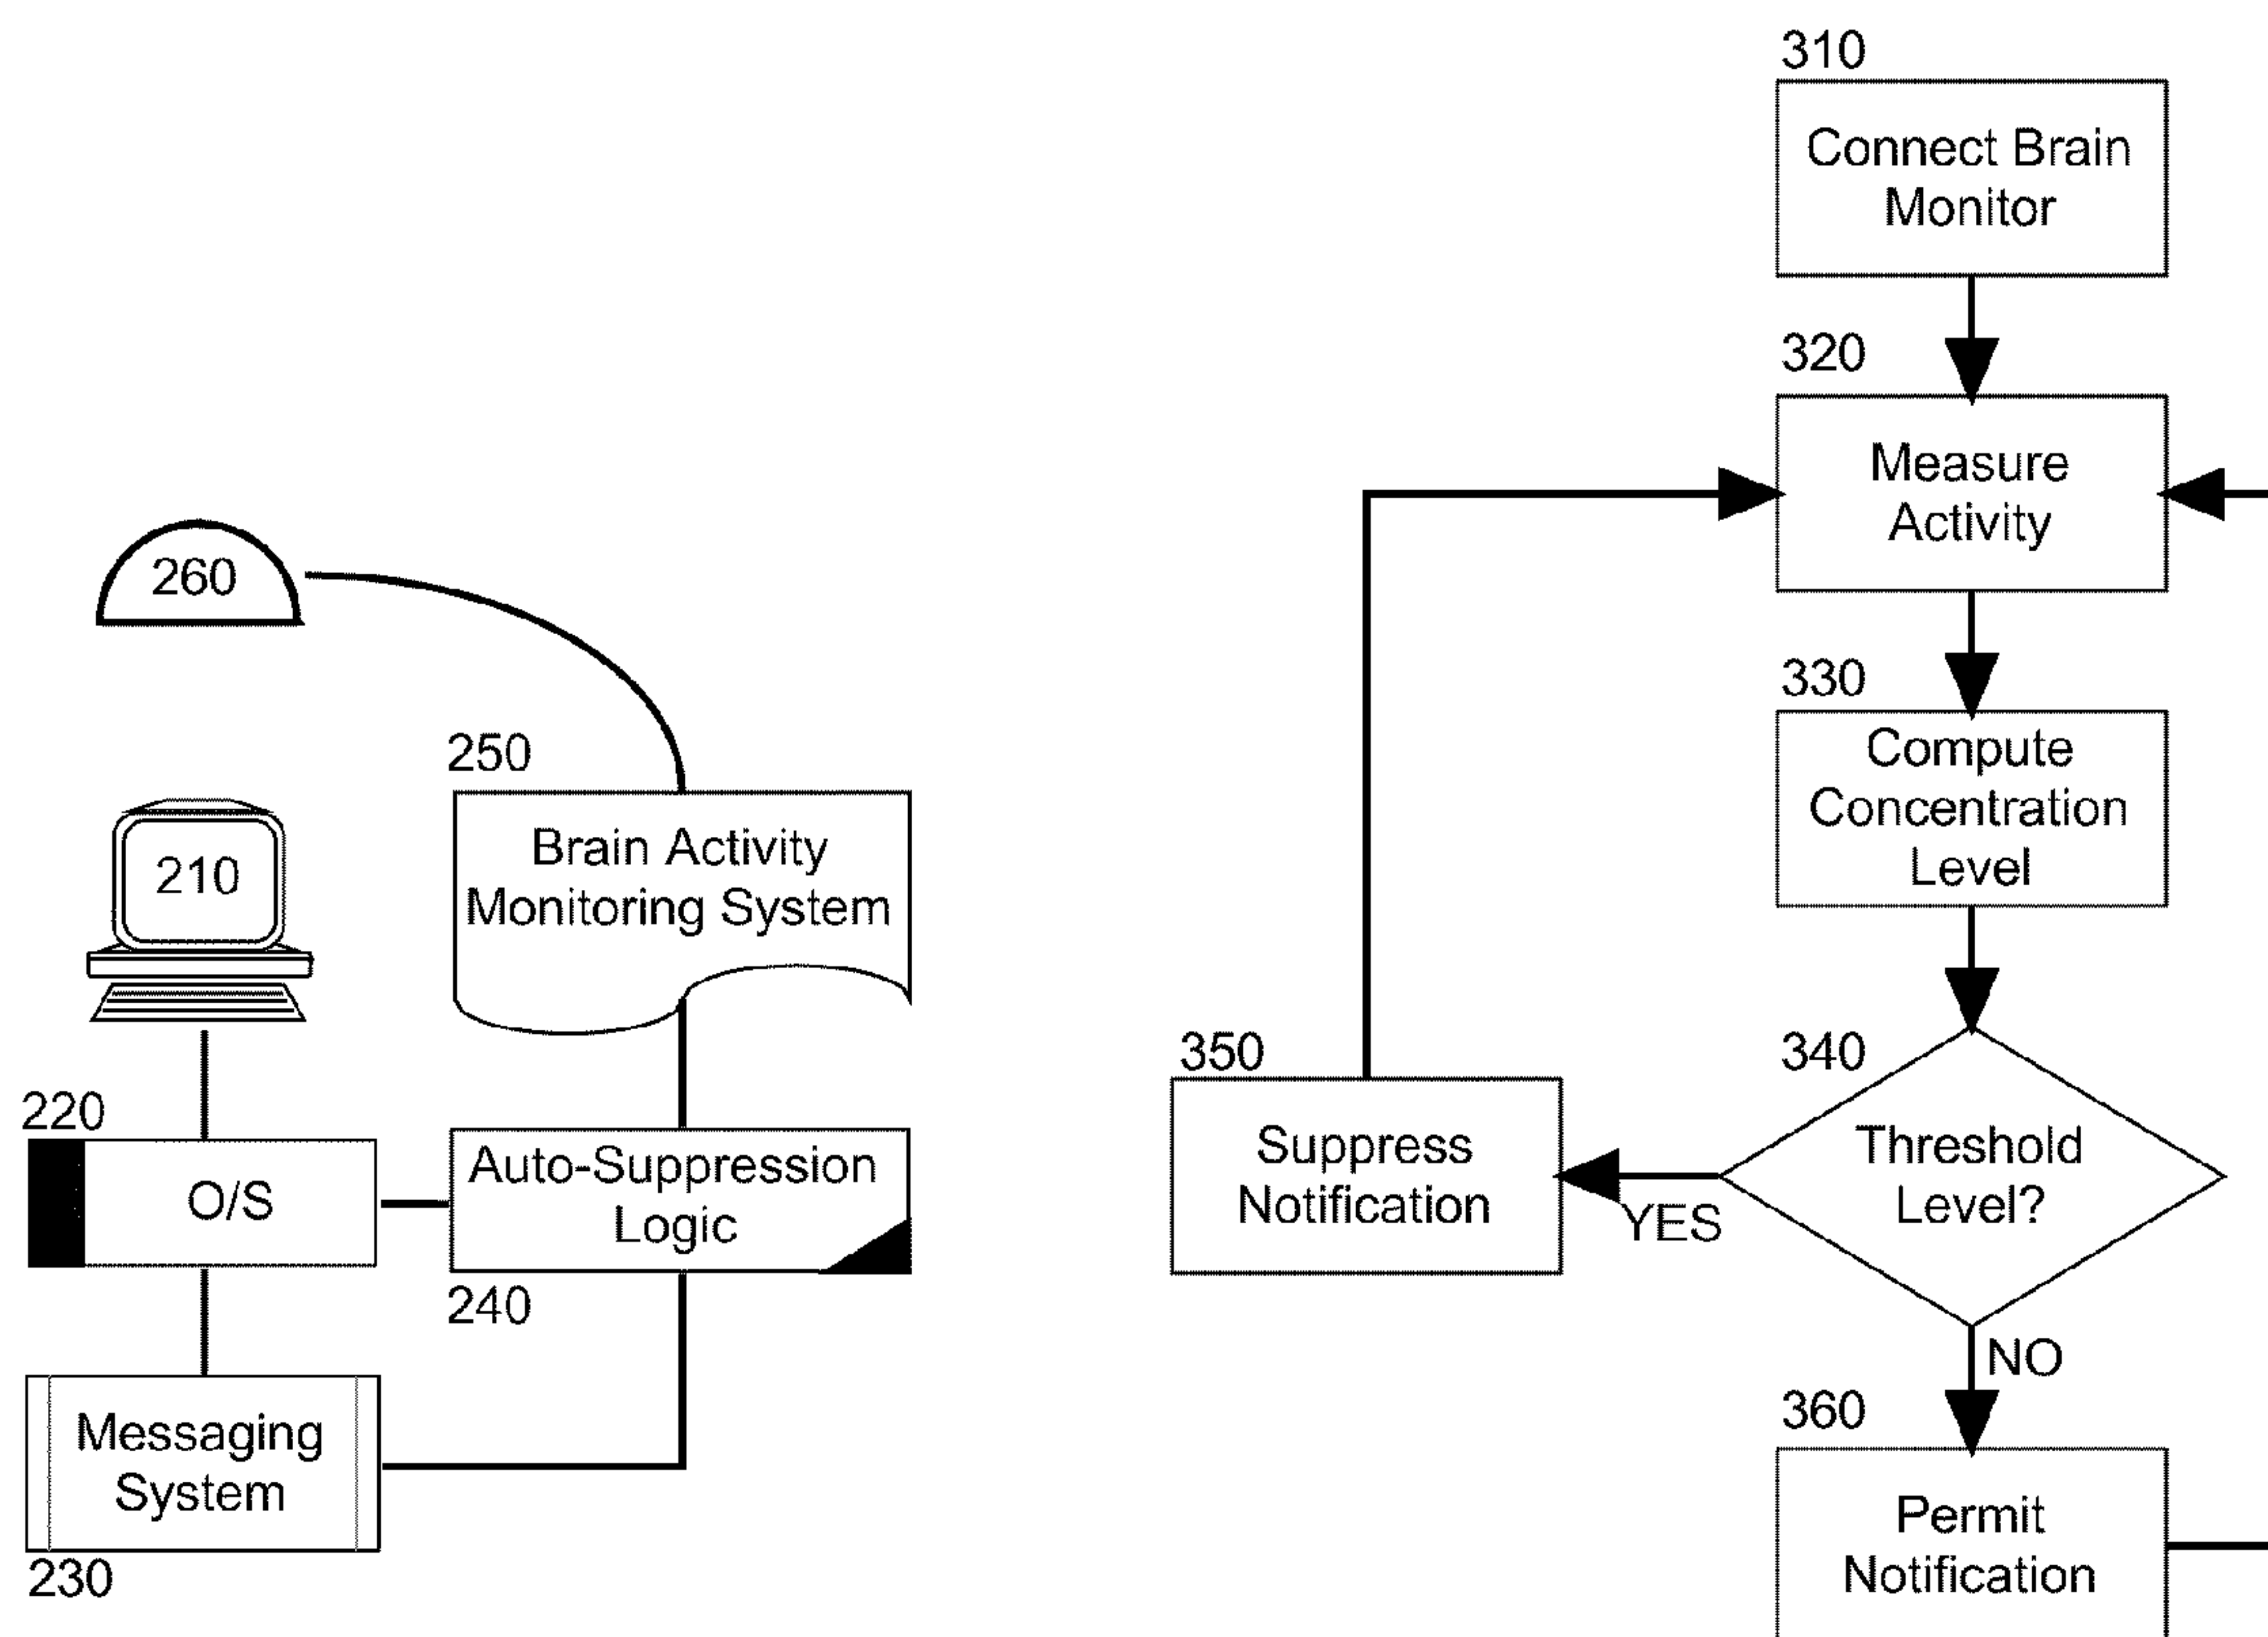 260
250
Brain Activity
Monitoring System
210
220
O/S
Auto-Suppression
Logic
240
Messaging
System
230
310
Connect Brain
Monitor
320
Measure
Activity
330
Compute
Concentration
Level
340
Threshold
Level?
YES
350
Suppress
Notification
NO
360
Permit
Notification